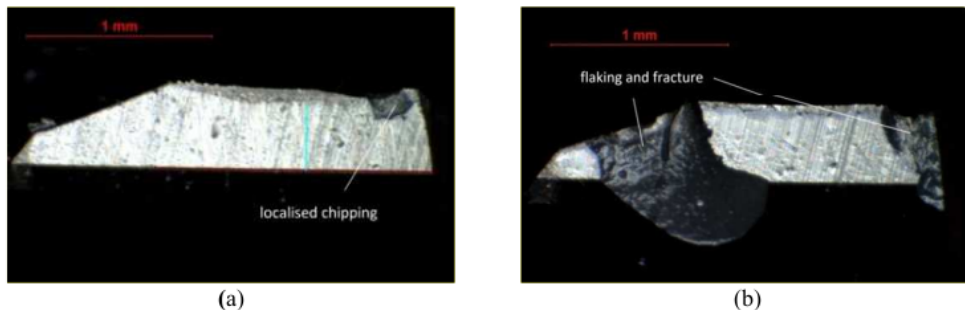 1 mm
localised chipping
(a)
1 mm
flaking and fracture
(b)